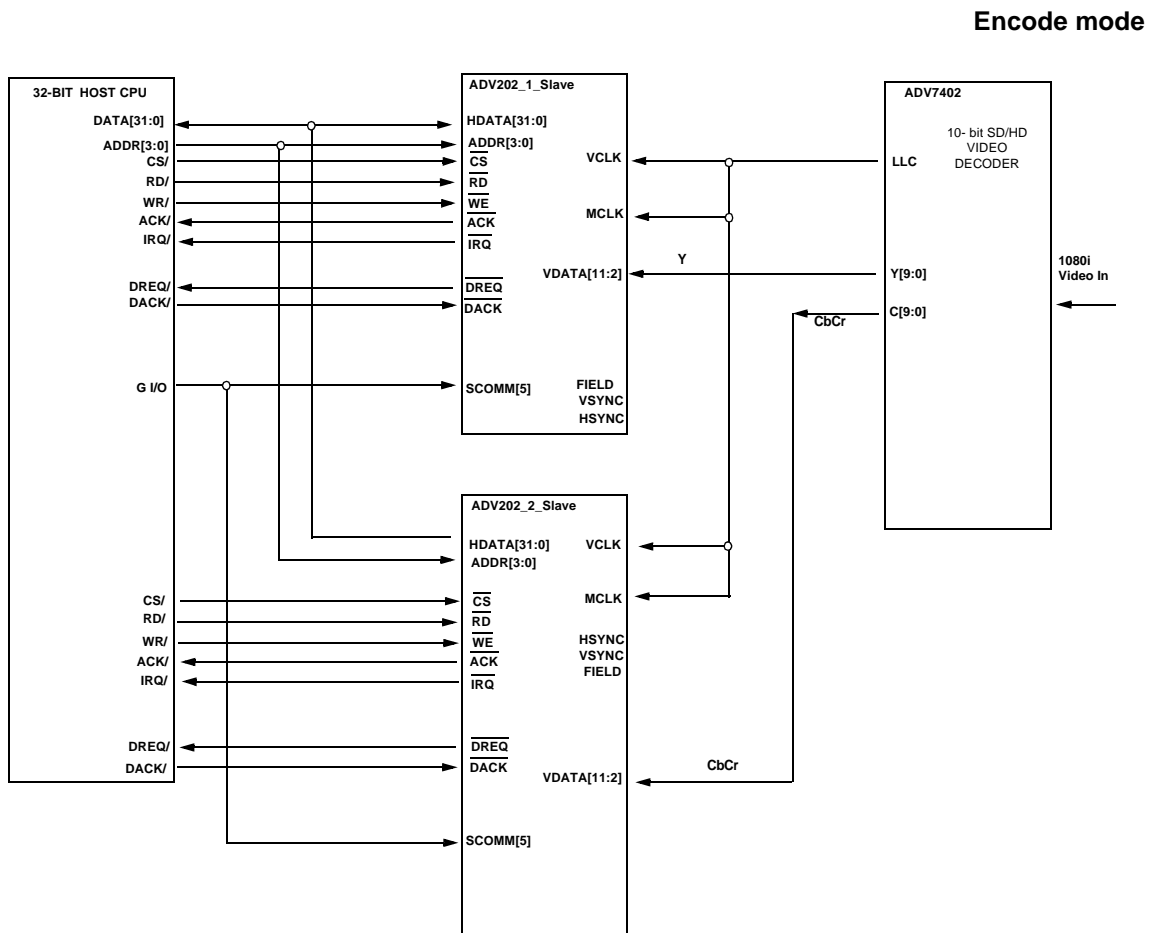 Encode mode
32-BIT HOST CPU
DATA[31:0]
ADDR[3:0]
CS/
RD/
WR/
ACK/
IRQ/
DREQ/
DACK/
G I/O
CS/
RD/
WR/
ACK/
IRQ/
DREQ/
DACK/
ADV202_1_Slave
HDATA[31:0]
ADDR[3:0]
CS
RD
WE
ACK
IRQ
DREQ
DACK
SCOMM[5]
VCLK
MCLK
VDATA[11:2]
FIELD
VSYNC
HSYNC
Y
CbCr
ADV7402
10- bit SD/HD
VIDEO
DECODER
LLC
Y[9:0]
C[9:0]
1080i
Video In
ADV202_2_Slave
HDATA[31:0]
ADDR[3:0]
CS
RD
WE
ACK
IRQ
DREQ
DACK
SCOMM[5]
VCLK
MCLK
HSYNC
VSYNC
FIELD
VDATA[11:2]
CbCr